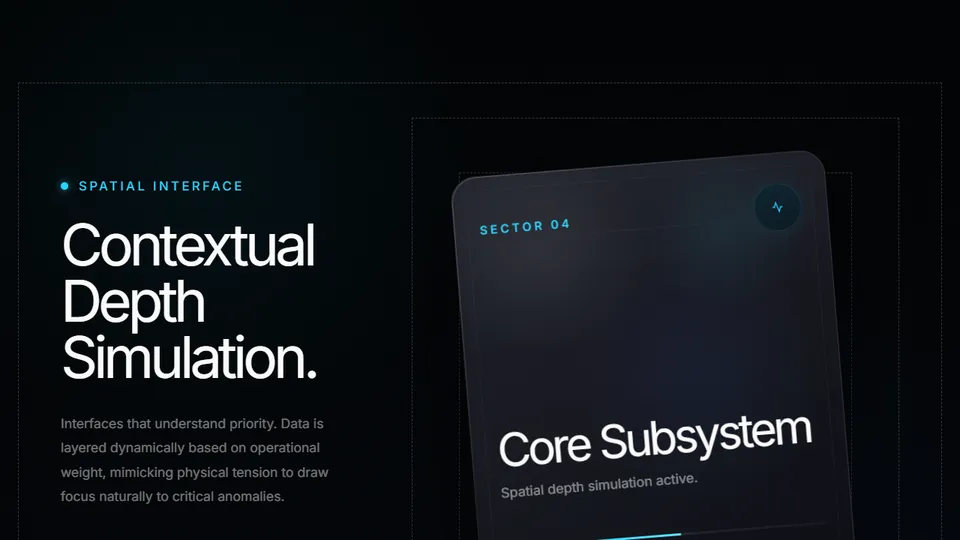 SPATIAL INTERFACE
Contextual
Depth
Simulation.
Interfaces that understand priority. Data is
layered dynamically based on operational
weight, mimicking physical tension to draw
focus naturally to critical anomalies.
SECTOR 04
Core Subsystem
Spatial depth simulation active.